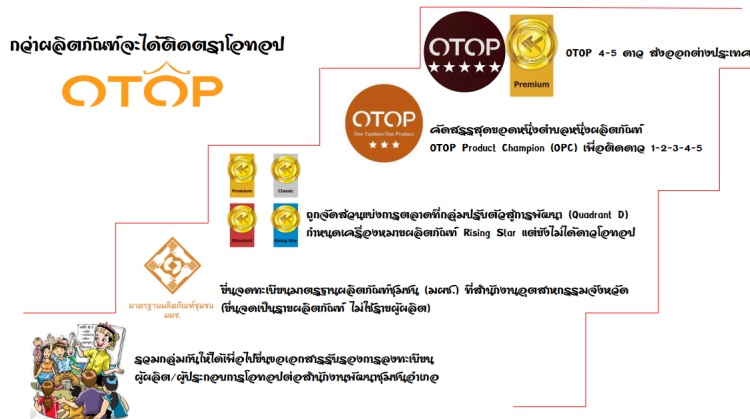 กว่าผลิตภัณฑ์จะได้ติดตราโอทอป
OTOP
OTOP
Premium
OTOP 4-5 ดาว ส่งออกต่างประเทศ
OTOP
One Tambon One Product
คัดสรรสุดยอดหนึ่งตำบลหนึ่งผลิตภัณฑ์
OTOP Product Champion (OPC) เพื่อติดดาว 1-2-3-4-5
Premium
Classic
Standard
Rising Star
ถูกจัดส่วนแบ่งการตลาดที่กลุ่มปรับตัวสู่การพัฒนา (Quadrant D)
กำหนดเครื่องหมายผลิตภัณฑ์ Rising Star แต่ยังไม่ได้ดาวโอทอป
มาตรฐานผลิตภัณฑ์ชุมชน
มผช.
ยื่นจดทะเบียนมาตรฐานผลิตภัณฑ์ชุมชน (มผช.) ที่สำนักงานอุตสาหกรรมจังหวัด
(ยื่นจดเป็นรายผลิตภัณฑ์ ไม่ใช่รายผู้ผลิต)
รวมกลุ่มกันให้ได้เพื่อไปยื่นขอเอกสารรับรองการลงทะเบียน
ผู้ผลิต/ผู้ประกอบการโอทอปต่อสำนักงานพัฒนาชุมชนอำเภอ